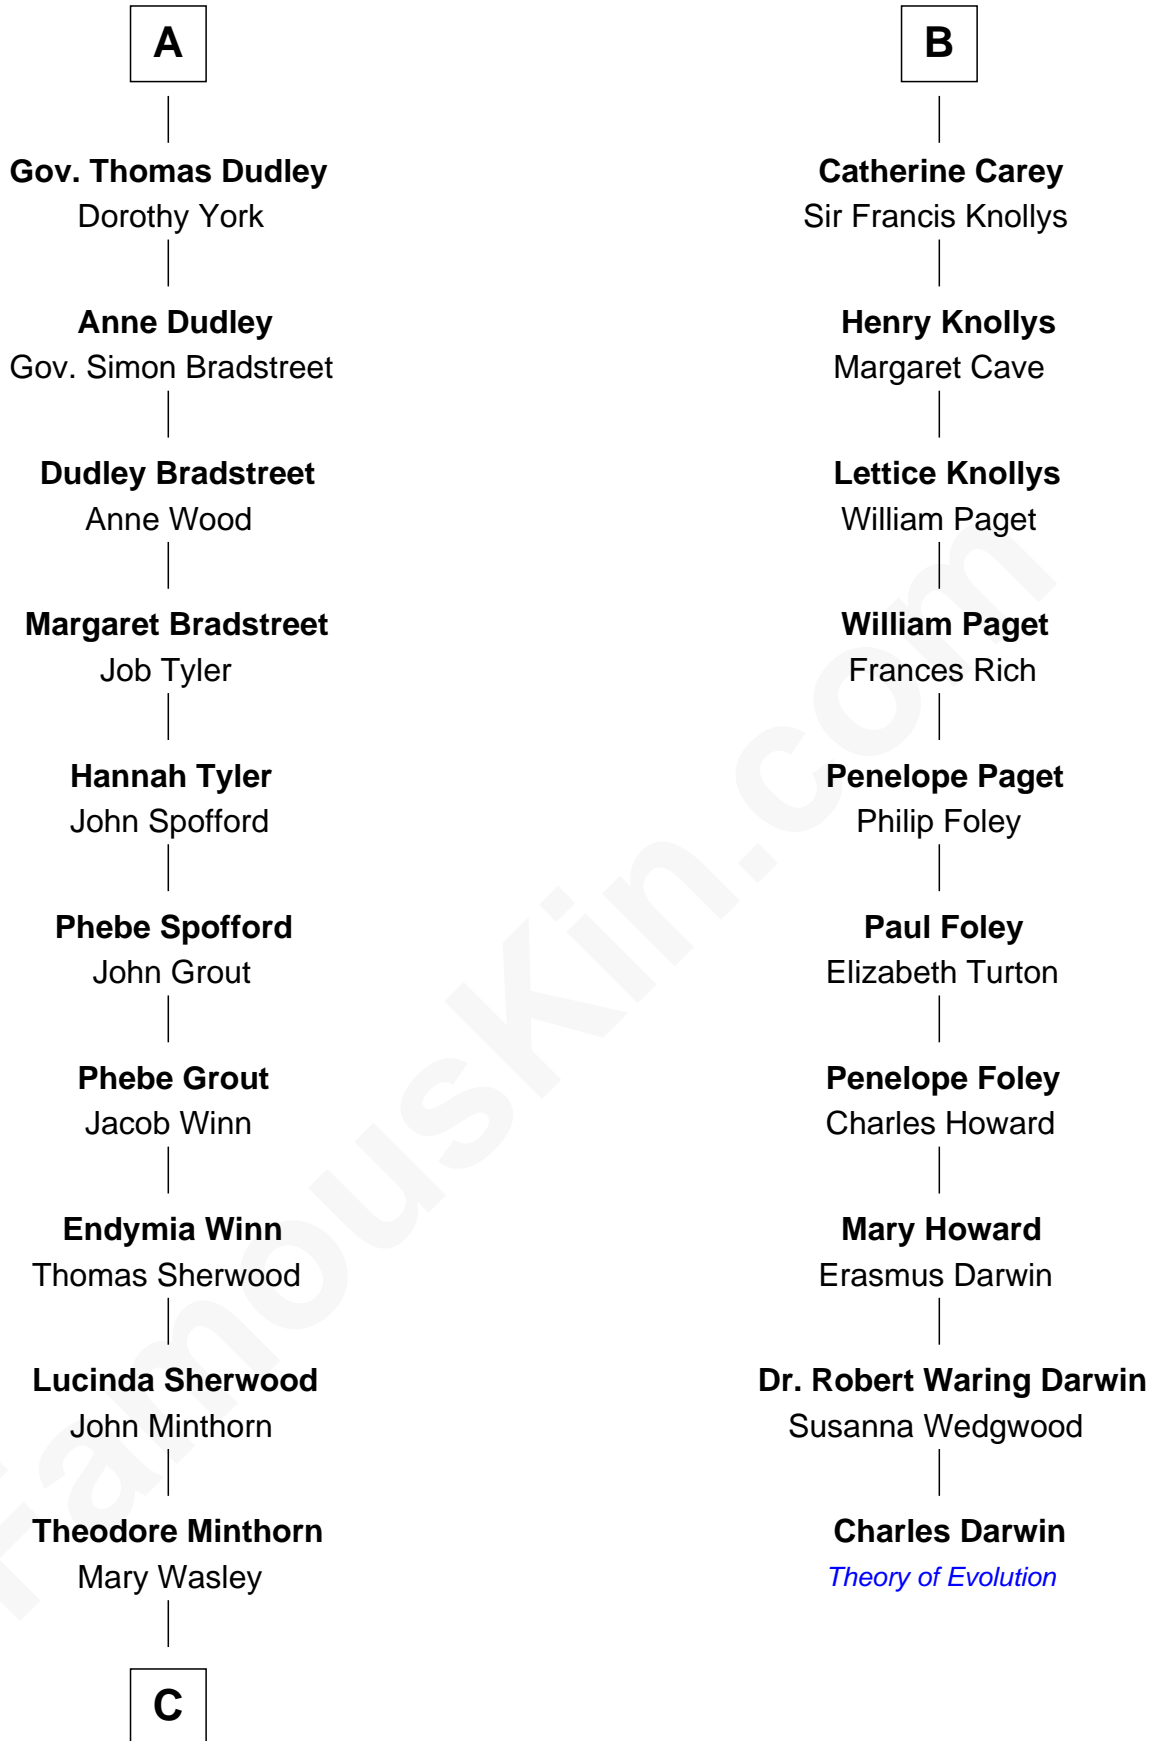 A
Gov. Thomas Dudley
Dorothy York
Anne Dudley
Gov. Simon Bradstreet
Dudley Bradstreet
Anne Wood
Margaret Bradstreet
Job Tyler
Hannah Tyler
John Spofford
Phebe Spofford
John Grout
Phebe Grout
Jacob Winn
Endymia Winn
Thomas Sherwood
Lucinda Sherwood
John Minthorn
Theodore Minthorn
Mary Wasley
C
B
Catherine Carey
Sir Francis Knollys
Henry Knollys
Margaret Cave
Lettice Knollys
William Paget
William Paget
Frances Rich
Penelope Paget
Philip Foley
Paul Foley
Elizabeth Turton
Penelope Foley
Charles Howard
Mary Howard
Erasmus Darwin
Dr. Robert Waring Darwin
Susanna Wedgwood
Charles Darwin
Theory of Evolution
FamousKin.com